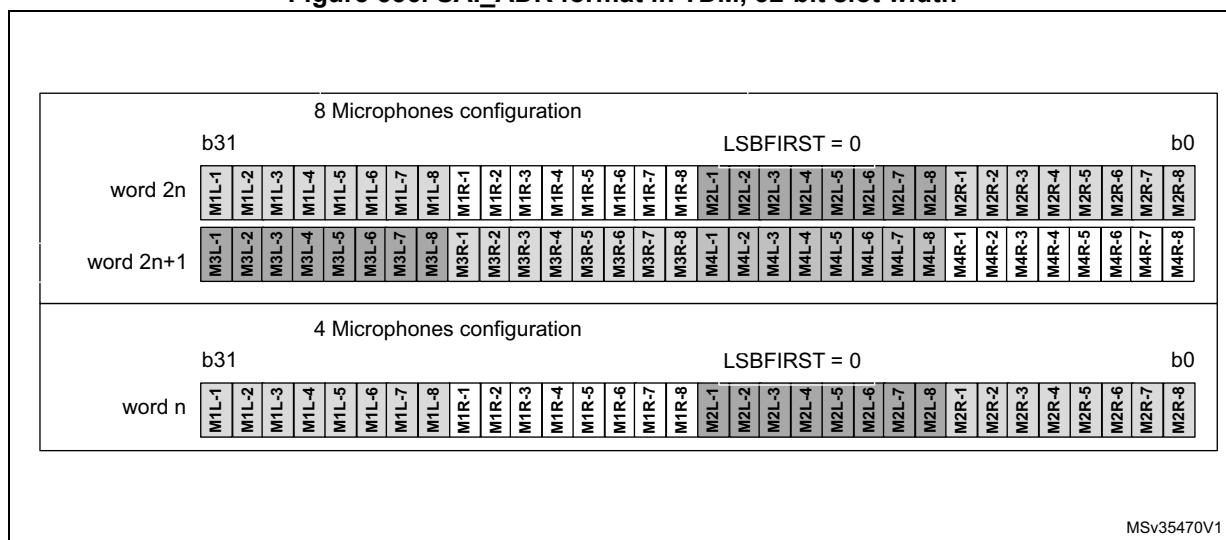 SAI_ADR format in TDM, 32-bit slot width
8 Microphones configuration
b31 LSBFIRST = 0 b0
word 2n M1L-1 M1L-2 M1L-3 M1L-4 M1L-5 M1L-6 M1L-7 M1L-8 M1R-1 M1R-2 M1R-3 M1R-4 M1R-5 M1R-6 M1R-7 M1R-8 M2L-1 M2L-2 M2L-3 M2L-4 M2L-5 M2L-6 M2L-7 M2L-8 M2R-1 M2R-2 M2R-3 M2R-4 M2R-5 M2R-6 M2R-7 M2R-8
word 2n+1 M3L-1 M3L-2 M3L-3 M3L-4 M3L-5 M3L-6 M3L-7 M3L-8 M3R-1 M3R-2 M3R-3 M3R-4 M3R-5 M3R-6 M3R-7 M3R-8 M4L-1 M4L-2 M4L-3 M4L-4 M4L-5 M4L-6 M4L-7 M4L-8 M4R-1 M4R-2 M4R-3 M4R-4 M4R-5 M4R-6 M4R-7 M4R-8
4 Microphones configuration
b31 LSBFIRST = 0 b0
word n M1L-1 M1L-2 M1L-3 M1L-4 M1L-5 M1L-6 M1L-7 M1L-8 M1R-1 M1R-2 M1R-3 M1R-4 M1R-5 M1R-6 M1R-7 M1R-8 M2L-1 M2L-2 M2L-3 M2L-4 M2L-5 M2L-6 M2L-7 M2L-8 M2R-1 M2R-2 M2R-3 M2R-4 M2R-5 M2R-6 M2R-7 M2R-8
MSv35470V1